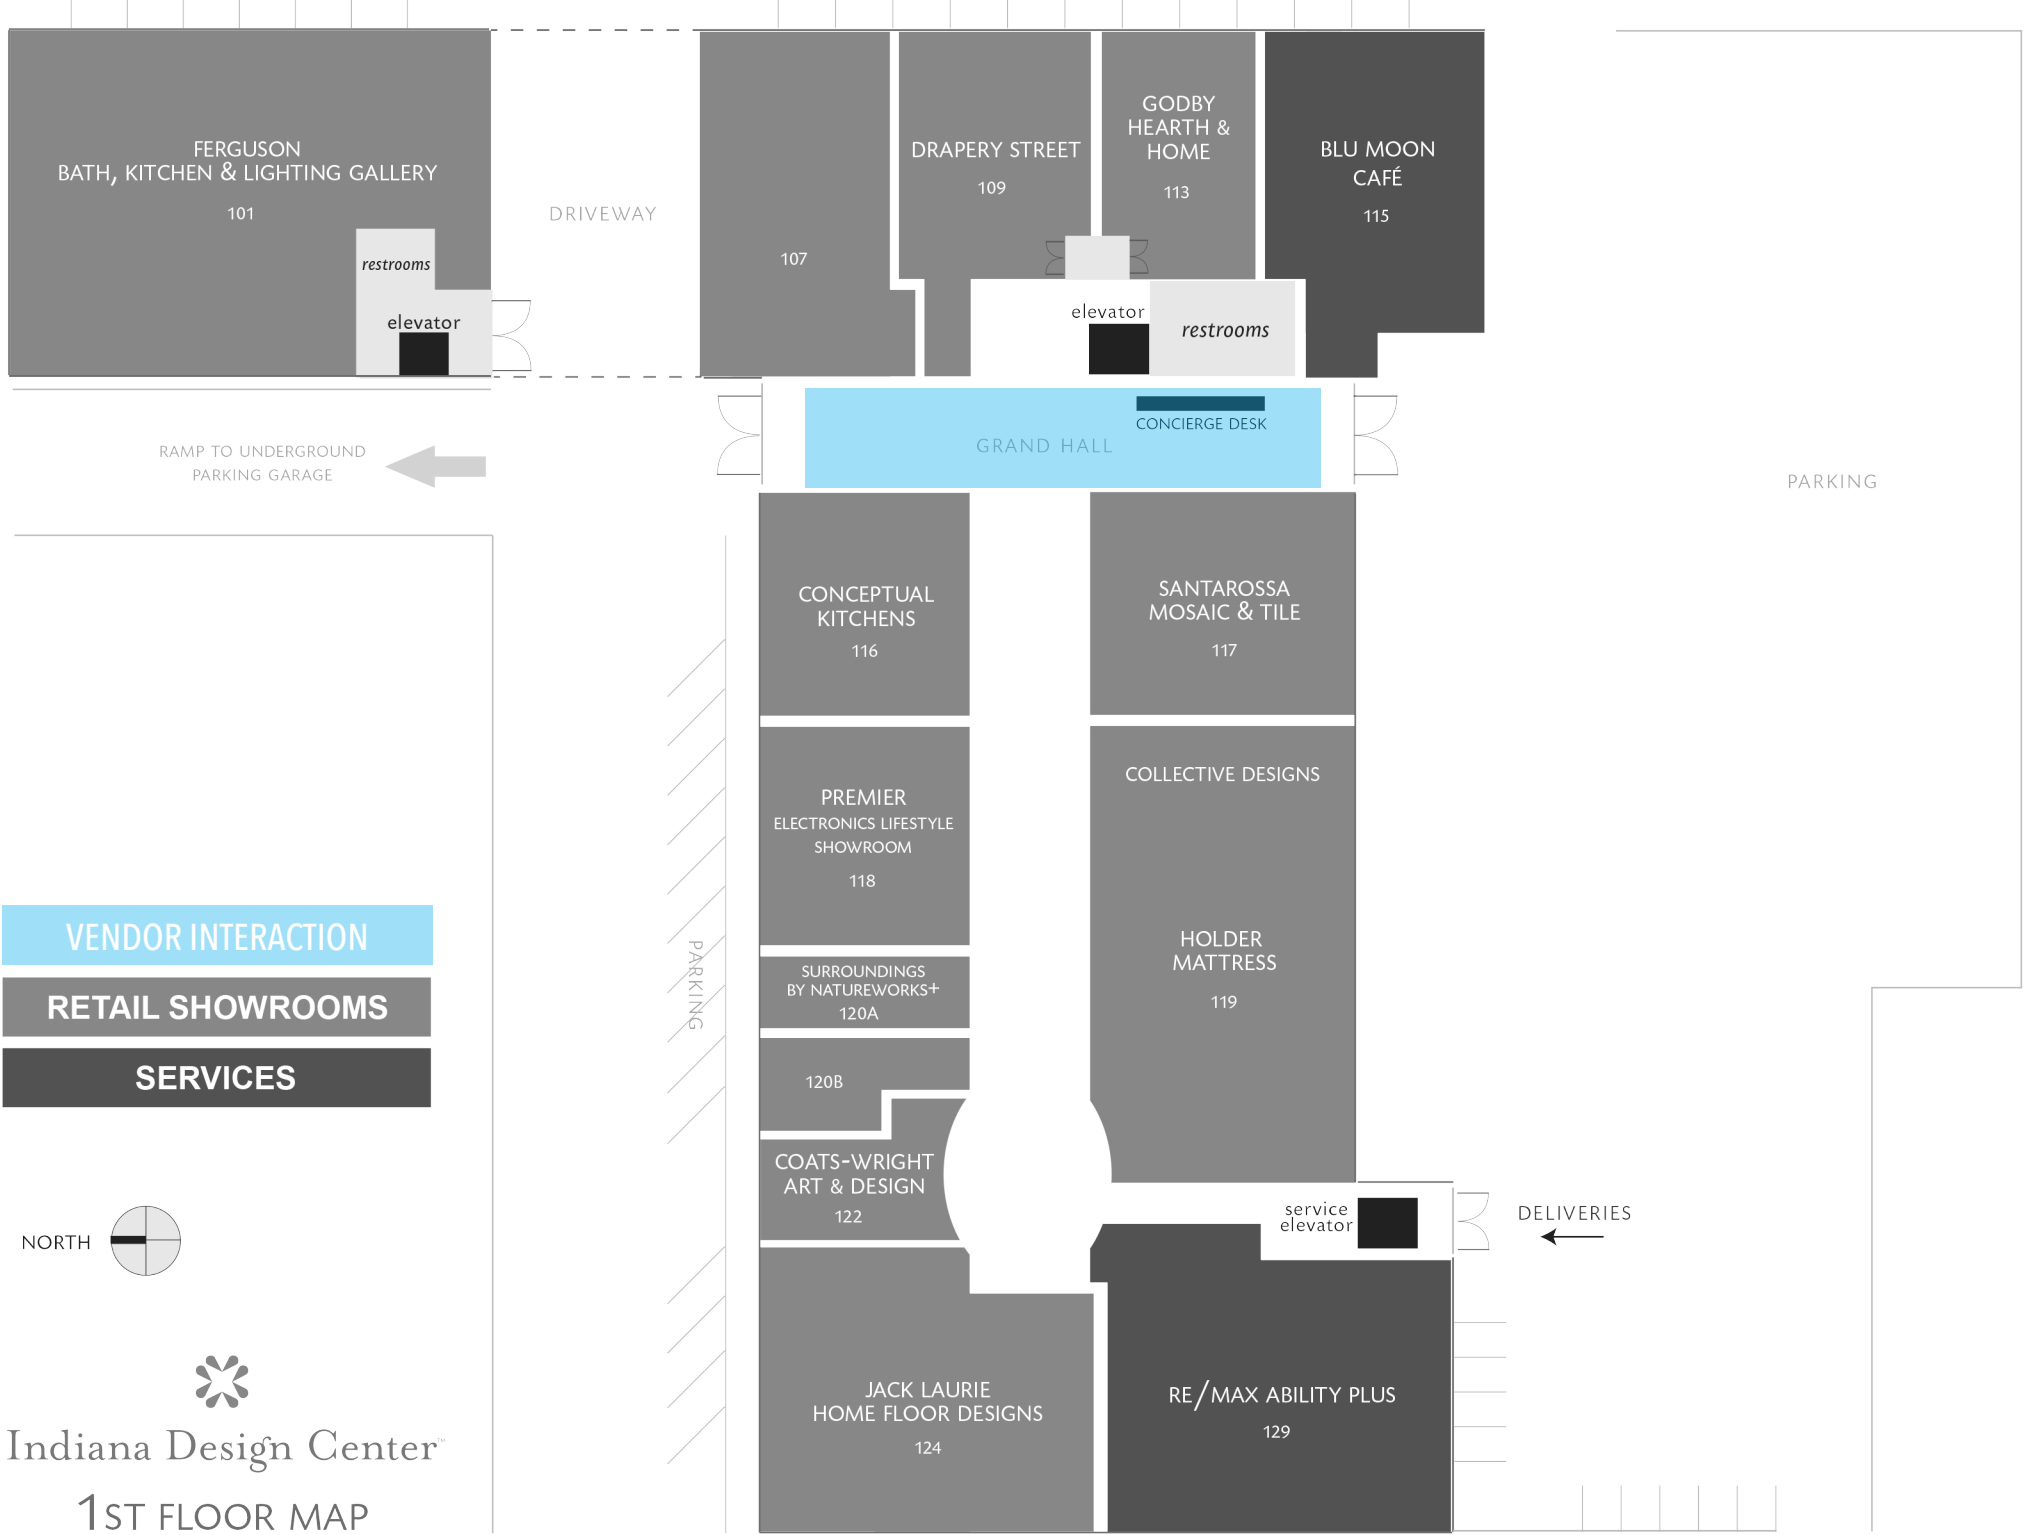 FERGUSON
BATH, KITCHEN & LIGHTING GALLERY
101
restrooms
elevator
DRIVEWAY
107
DRAPERY STREET
109
GODBY
HEARTH &
HOME
113
BLU MOON
CAFÉ
115
elevator
restrooms
CONCIERGE DESK
GRAND HALL
RAMP TO UNDERGROUND
PARKING GARAGE
PARKING
CONCEPTUAL
KITCHENS
116
SANTAROSSA
MOSAIC & TILE
117
PREMIER
ELECTRONICS LIFESTYLE
SHOWROOM
118
COLLECTIVE DESIGNS
HOLDER
MATTRESS
119
PARKING
SURROUNDINGS
BY NATUREWORKS+
120A
120B
COATS-WRIGHT
ART & DESIGN
122
service
elevator
DELIVERIES
JACK LAURIE
HOME FLOOR DESIGNS
124
RE/MAX ABILITY PLUS
129
VENDOR INTERACTION
RETAIL SHOWROOMS
SERVICES
NORTH
Indiana Design Center™
1ST FLOOR MAP